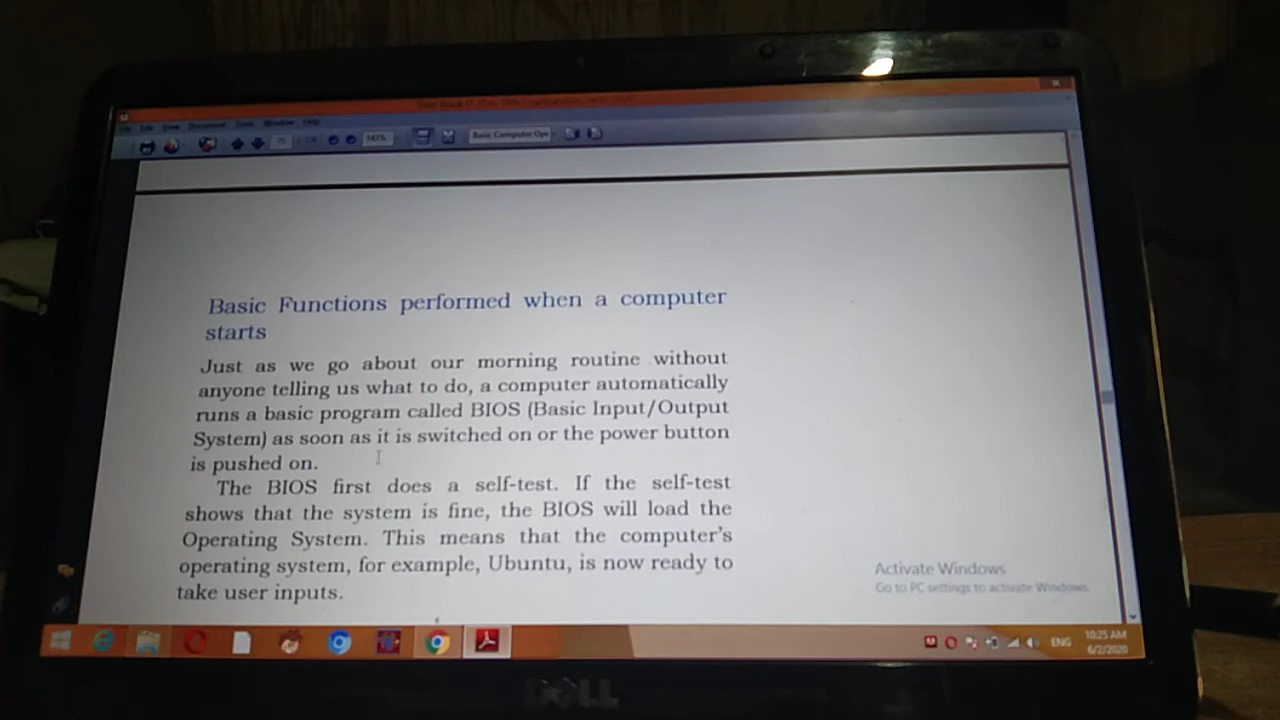 Window Help
Basic Computer Ope
Basic Functions performed when a computer
starts
Just as we go about our morning routine without
anyone telling us what to do, a computer automatically
runs a basic program called BIOS (Basic Input/Output
System) as soon as it is switched on or the power button
is pushed on.
The BIOS first does a self-test. If the self-test
shows that the system is fine, the BIOS will load the
Operating System. This means that the computer's
operating system, for example, Ubuntu, is now ready to
take user inputs.
Activate Windows
Go to PC settings to activate Windows.
ENG
10:25 AM
6/2/2020
DELL